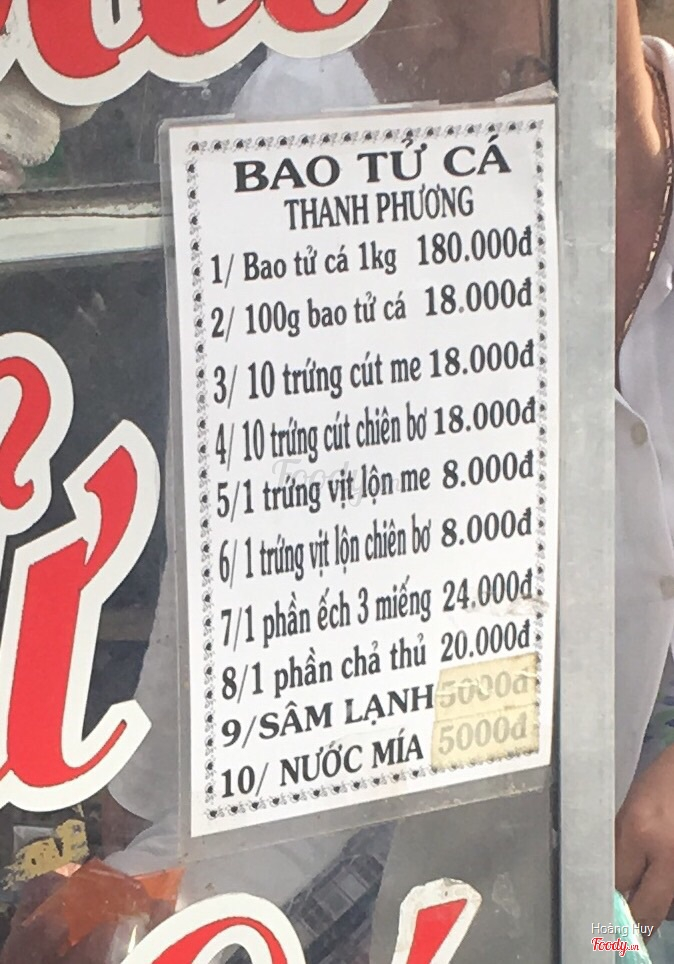 BAO TỬ CÁ
THANH PHƯƠNG
1/ Bao tử cá 1kg 180.000đ
2/ 100g bao tử cá 18.000đ
3/ 10 trứng cút me 18.000đ
4/ 10 trứng cút chiên bơ 18.000đ
5/1 trứng vịt lộn me 8.000đ
6/ 1 trứng vịt lộn chiên bơ 8.000đ
7/1 phần ếch 3 miếng 24.000đ
8/1 phần chả thủ 20.000đ
9/SÂM LẠNH 5000đ
10/ NƯỚC MÍA 5000đ
Foody.vn
Hoàng Huy
Foody.vn